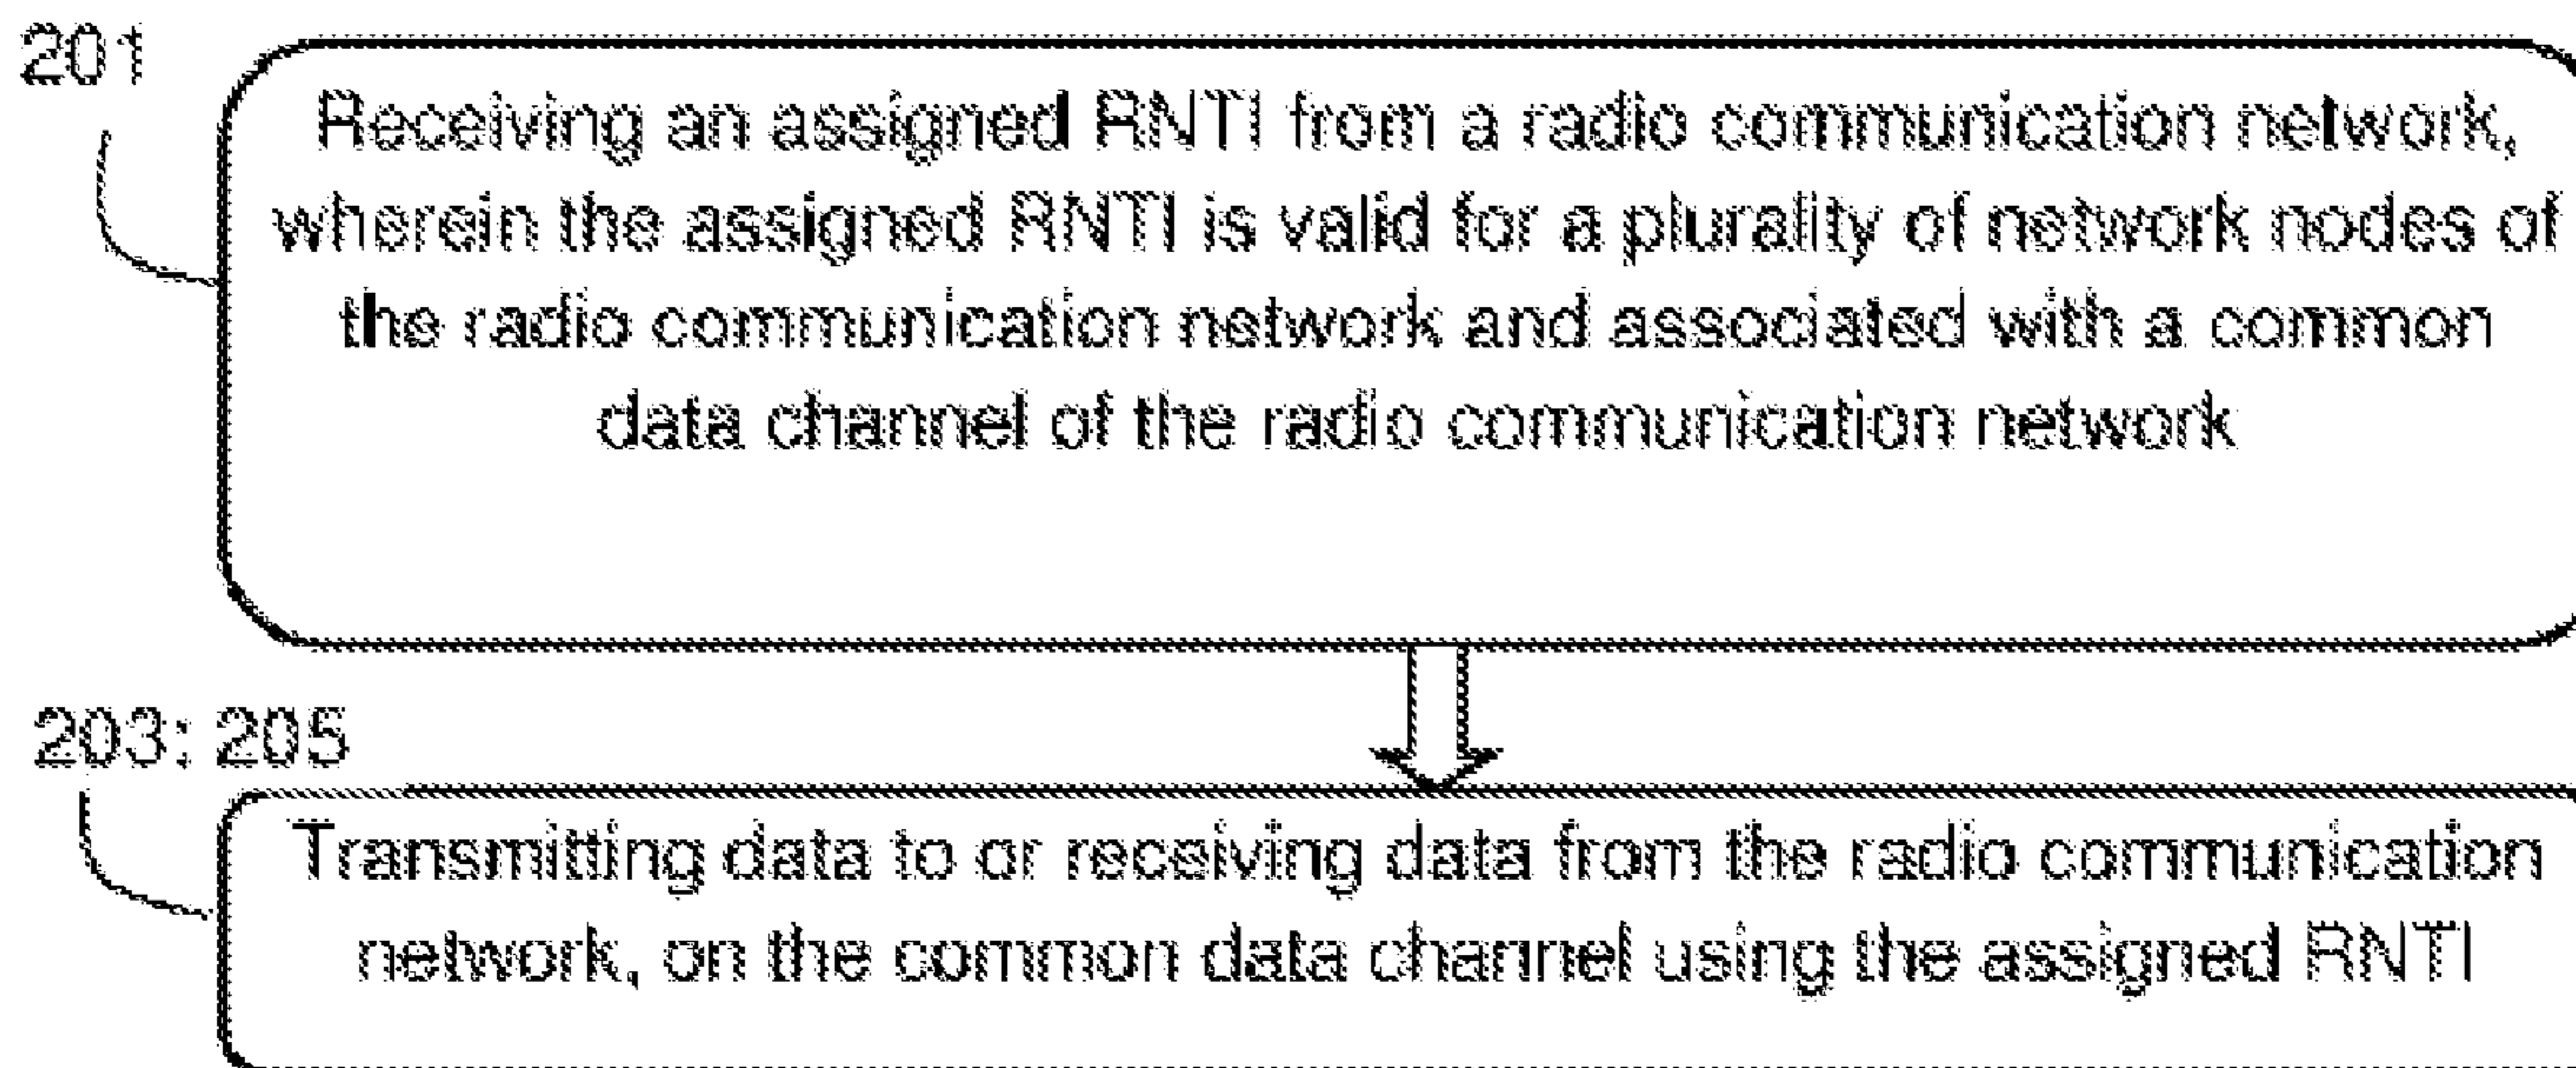 201
Receiving an assigned RNTI from a radio communication network,
wherein the assigned RNTI is valid for a plurality of network nodes of
the radio communication network and associated with a common
data channel of the radio communication network
203: 205
Transmitting data to or receiving data from the radio communication
network, on the common data channel using the assigned RNTI